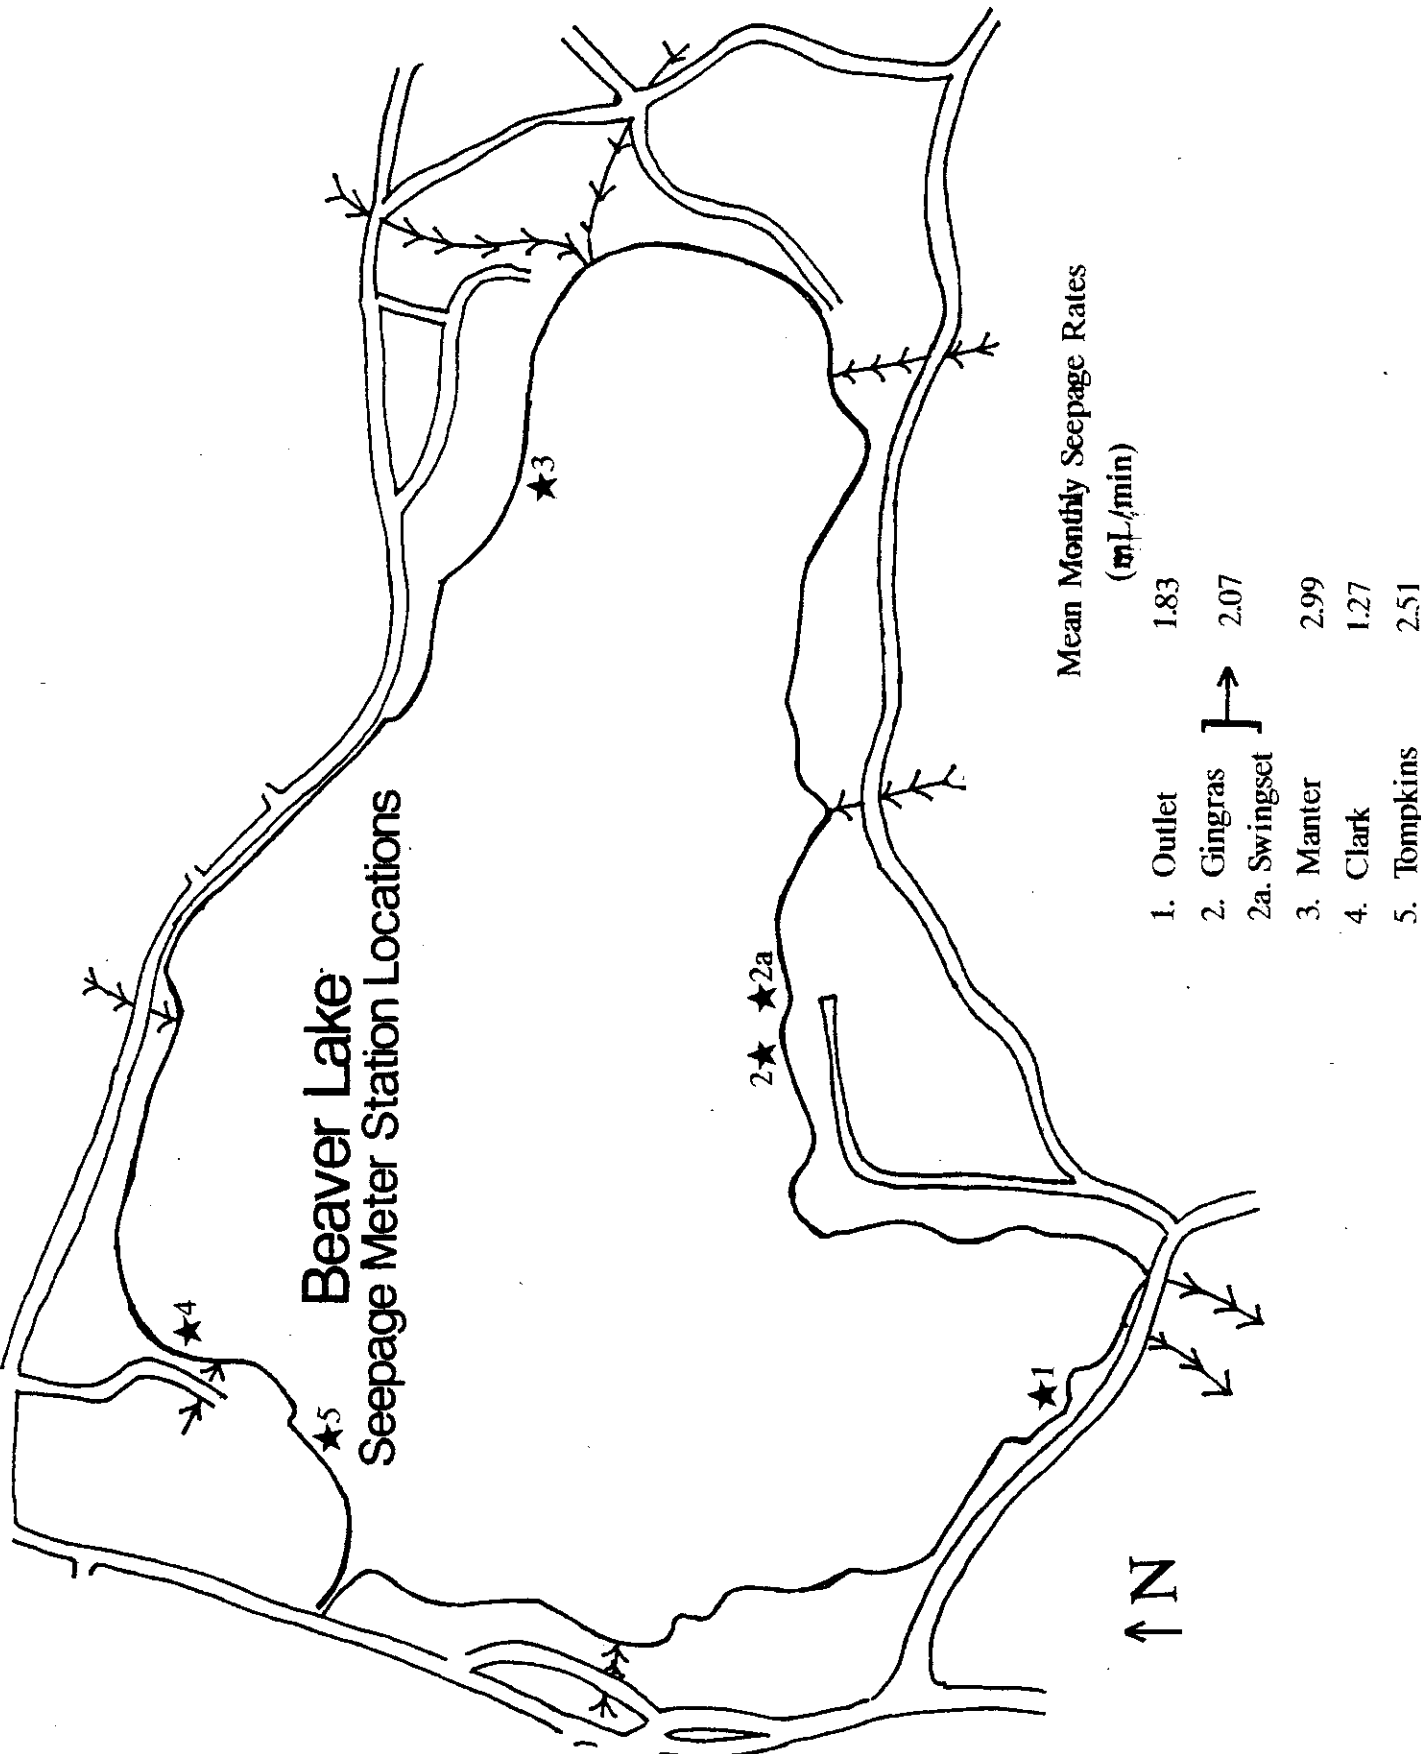 Beaver Lake
Seepage Meter Station Locations
3
4
5
2
2a
1
N
Mean Monthly Seepage Rates
(mL/min)
1. Outlet 1.83
2. Gingras
2a. Swingset ] → 2.07
3. Manter 2.99
4. Clark 1.27
5. Tompkins 2.51